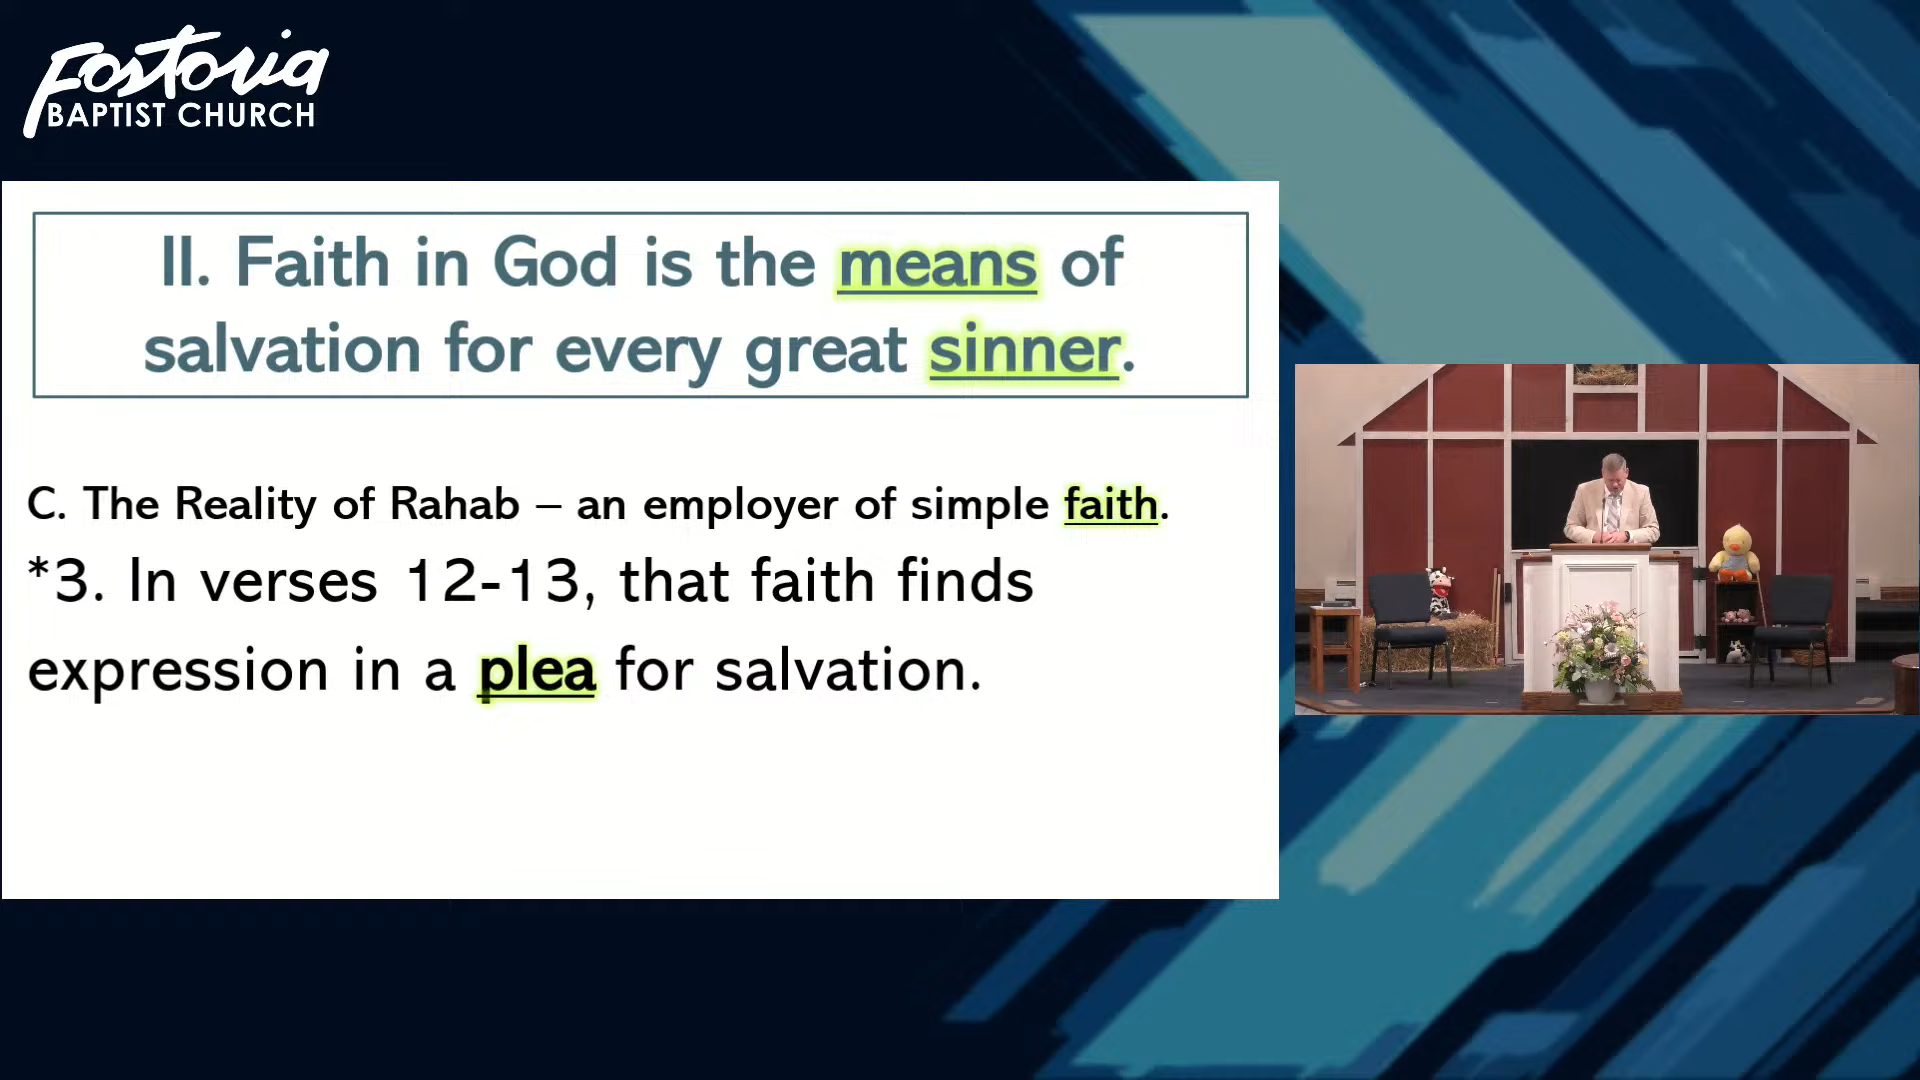 Fostoria
BAPTIST CHURCH
II. Faith in God is the means of
salvation for every great sinner.
C. The Reality of Rahab – an employer of simple faith.
*3. In verses 12-13, that faith finds
expression in a plea for salvation.